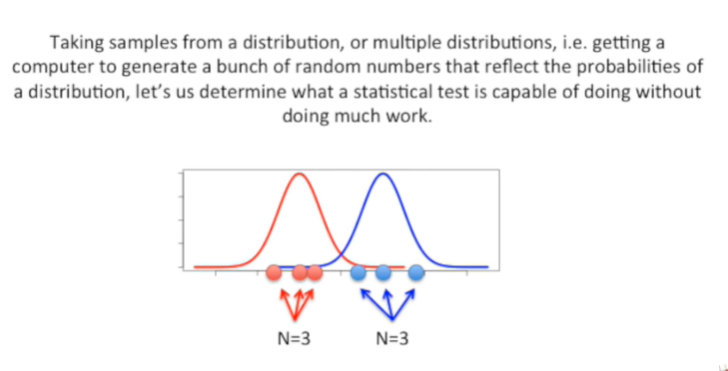 Taking samples from a distribution, or multiple distributions, i.e. getting a
computer to generate a bunch of random numbers that reflect the probabilities of
a distribution, let's us determine what a statistical test is capable of doing without
doing much work.
N=3 N=3